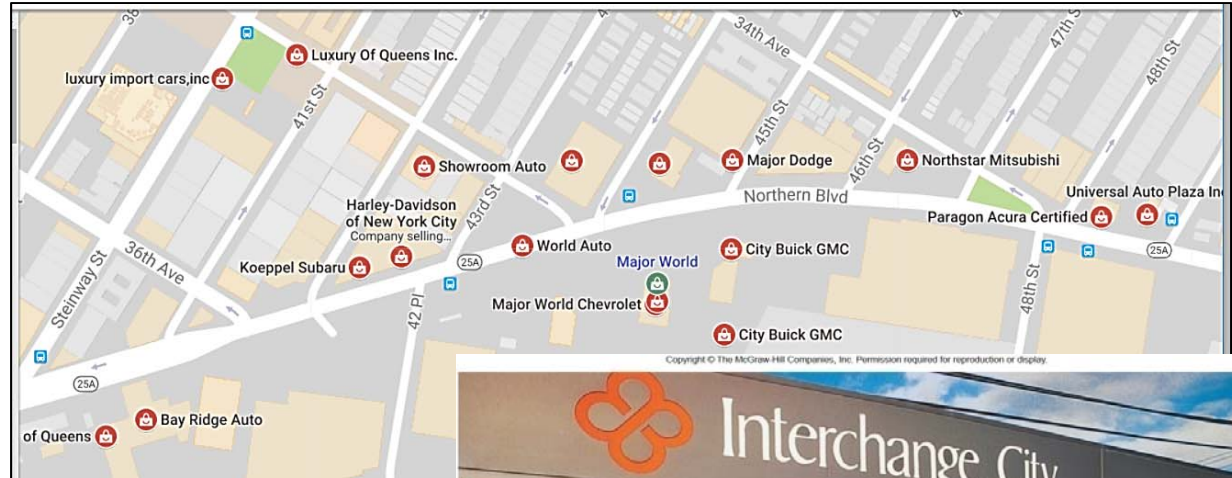 34th Ave
47th St
48th St
Luxury Of Queens Inc.
luxury import cars,inc
41st St
45th St
46th St
Showroom Auto
Major Dodge
Northstar Mitsubishi
Northern Blvd
Universal Auto Plaza In
Harley-Davidson
of New York City
Company selling...
43rd St
Paragon Acura Certified
36th Ave
Koeppel Subaru
World Auto
City Buick GMC
25A
25A
Major World
Steinway St
Major World Chevrolet
42 Pl
48th St
City Buick GMC
Copyright © The McGraw-Hill Companies, Inc. Permission required for reproduction or display.
25A
Bay Ridge Auto
of Queens
Interchange City